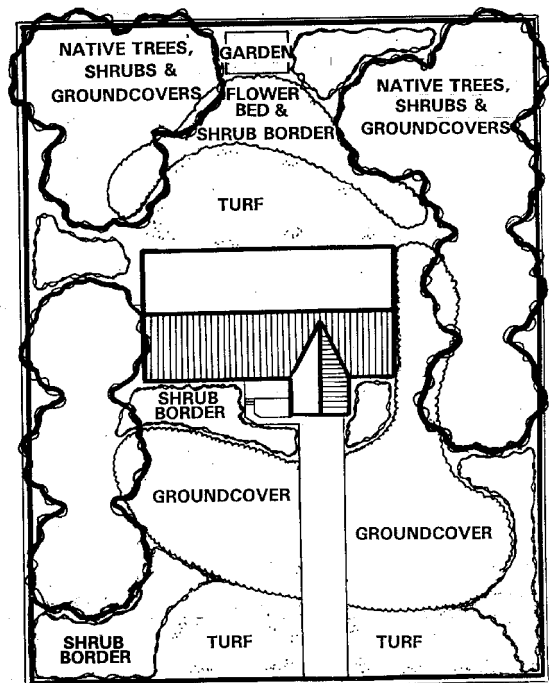 NATIVE TREES,
SHRUBS &
GROUNDCOVERS
GARDEN
FLOWER
BED &
SHRUB BORDER
NATIVE TREES,
SHRUBS &
GROUNDCOVERS
TURF
SHRUB
BORDER
GROUNDCOVER
GROUNDCOVER
SHRUB
BORDER
TURF
TURF